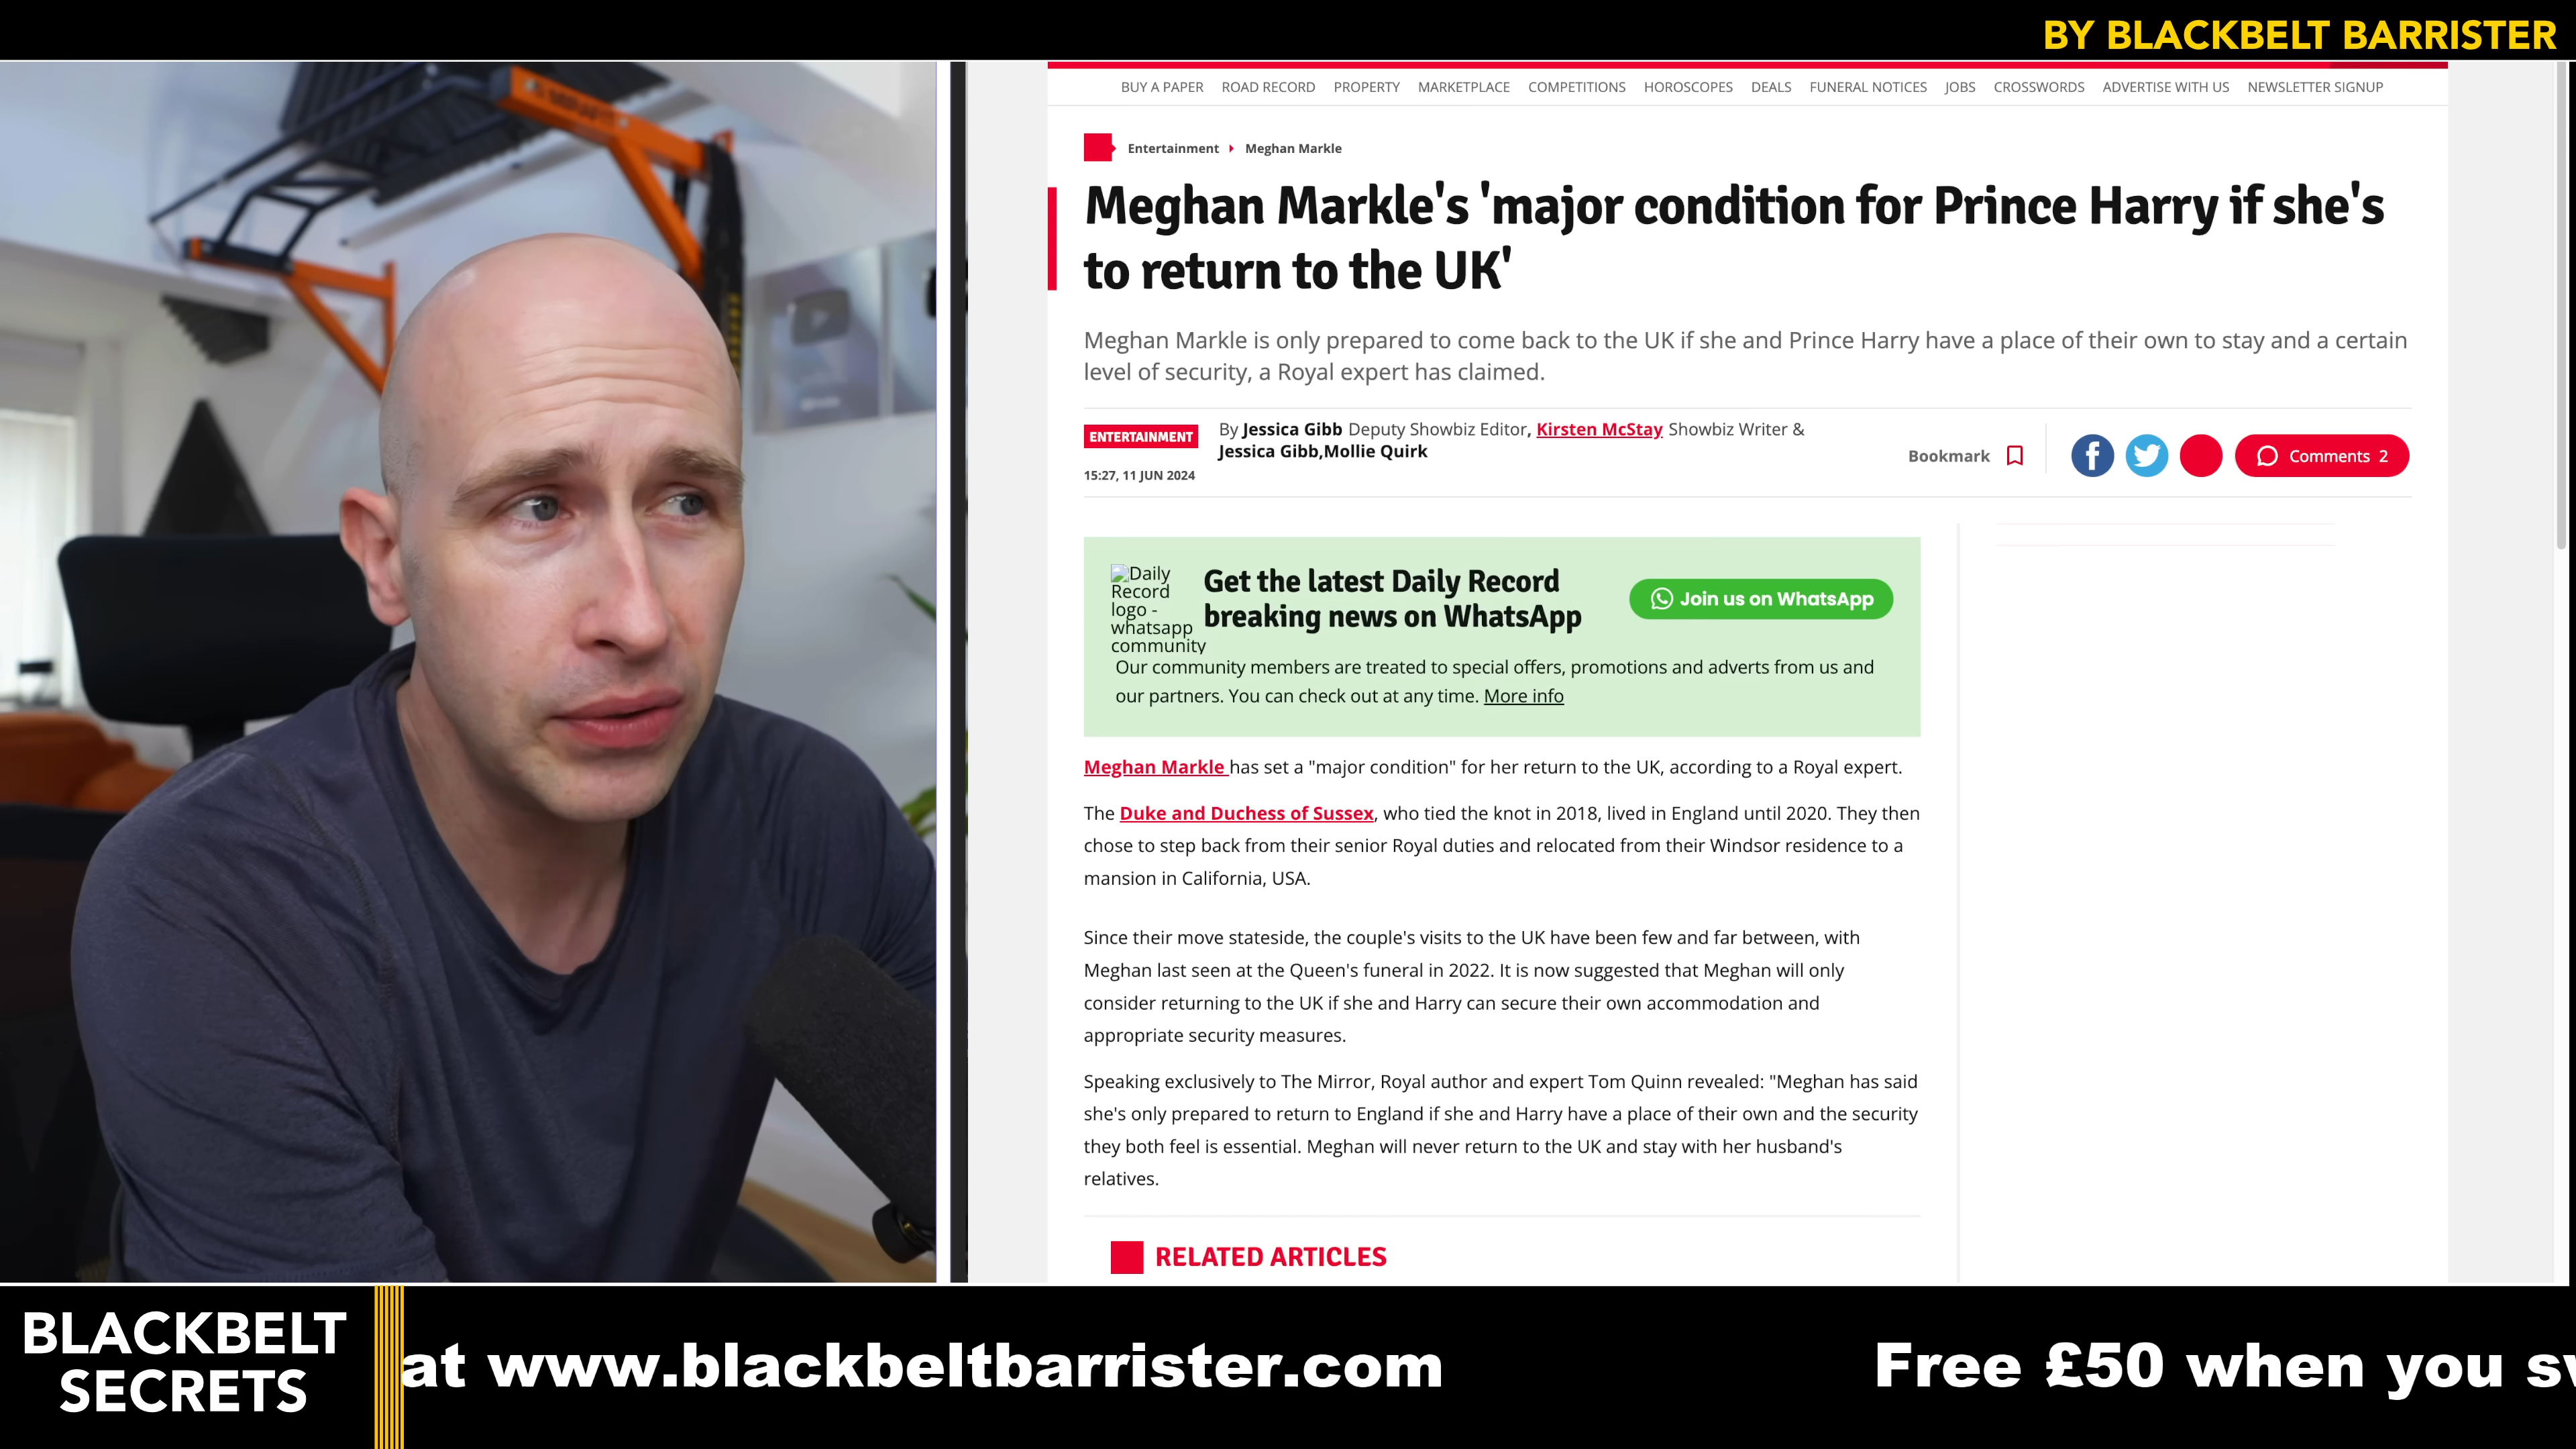 BY BLACKBELT BARRISTER
BUY A PAPER ROAD RECORD PROPERTY MARKETPLACE COMPETITIONS HOROSCOPES DEALS FUNERAL NOTICES JOBS CROSSWORDS ADVERTISE WITH US NEWSLETTER SIGNUP
Entertainment Meghan Markle
Meghan Markle's 'major condition for Prince Harry if she's
to return to the UK'
Meghan Markle is only prepared to come back to the UK if she and Prince Harry have a place of their own to stay and a certain
level of security, a Royal expert has claimed.
ENTERTAINMENT
By Jessica Gibb Deputy Showbiz Editor, Kirsten McStay Showbiz Writer &
Jessica Gibb,Mollie Quirk
15:27, 11 JUN 2024
Bookmark
Comments 2
Daily
Record
logo -
whatsapp
community
Get the latest Daily Record
breaking news on WhatsApp
Join us on WhatsApp
Our community members are treated to special offers, promotions and adverts from us and
our partners. You can check out at any time. More info
Meghan Markle has set a "major condition" for her return to the UK, according to a Royal expert.
The Duke and Duchess of Sussex, who tied the knot in 2018, lived in England until 2020. They then
chose to step back from their senior Royal duties and relocated from their Windsor residence to a
mansion in California, USA.
Since their move stateside, the couple's visits to the UK have been few and far between, with
Meghan last seen at the Queen's funeral in 2022. It is now suggested that Meghan will only
consider returning to the UK if she and Harry can secure their own accommodation and
appropriate security measures.
Speaking exclusively to The Mirror, Royal author and expert Tom Quinn revealed: "Meghan has said
she's only prepared to return to England if she and Harry have a place of their own and the security
they both feel is essential. Meghan will never return to the UK and stay with her husband's
relatives.
RELATED ARTICLES
BLACKBELT
SECRETS
at www.blackbeltbarrister.com
Free £50 when you